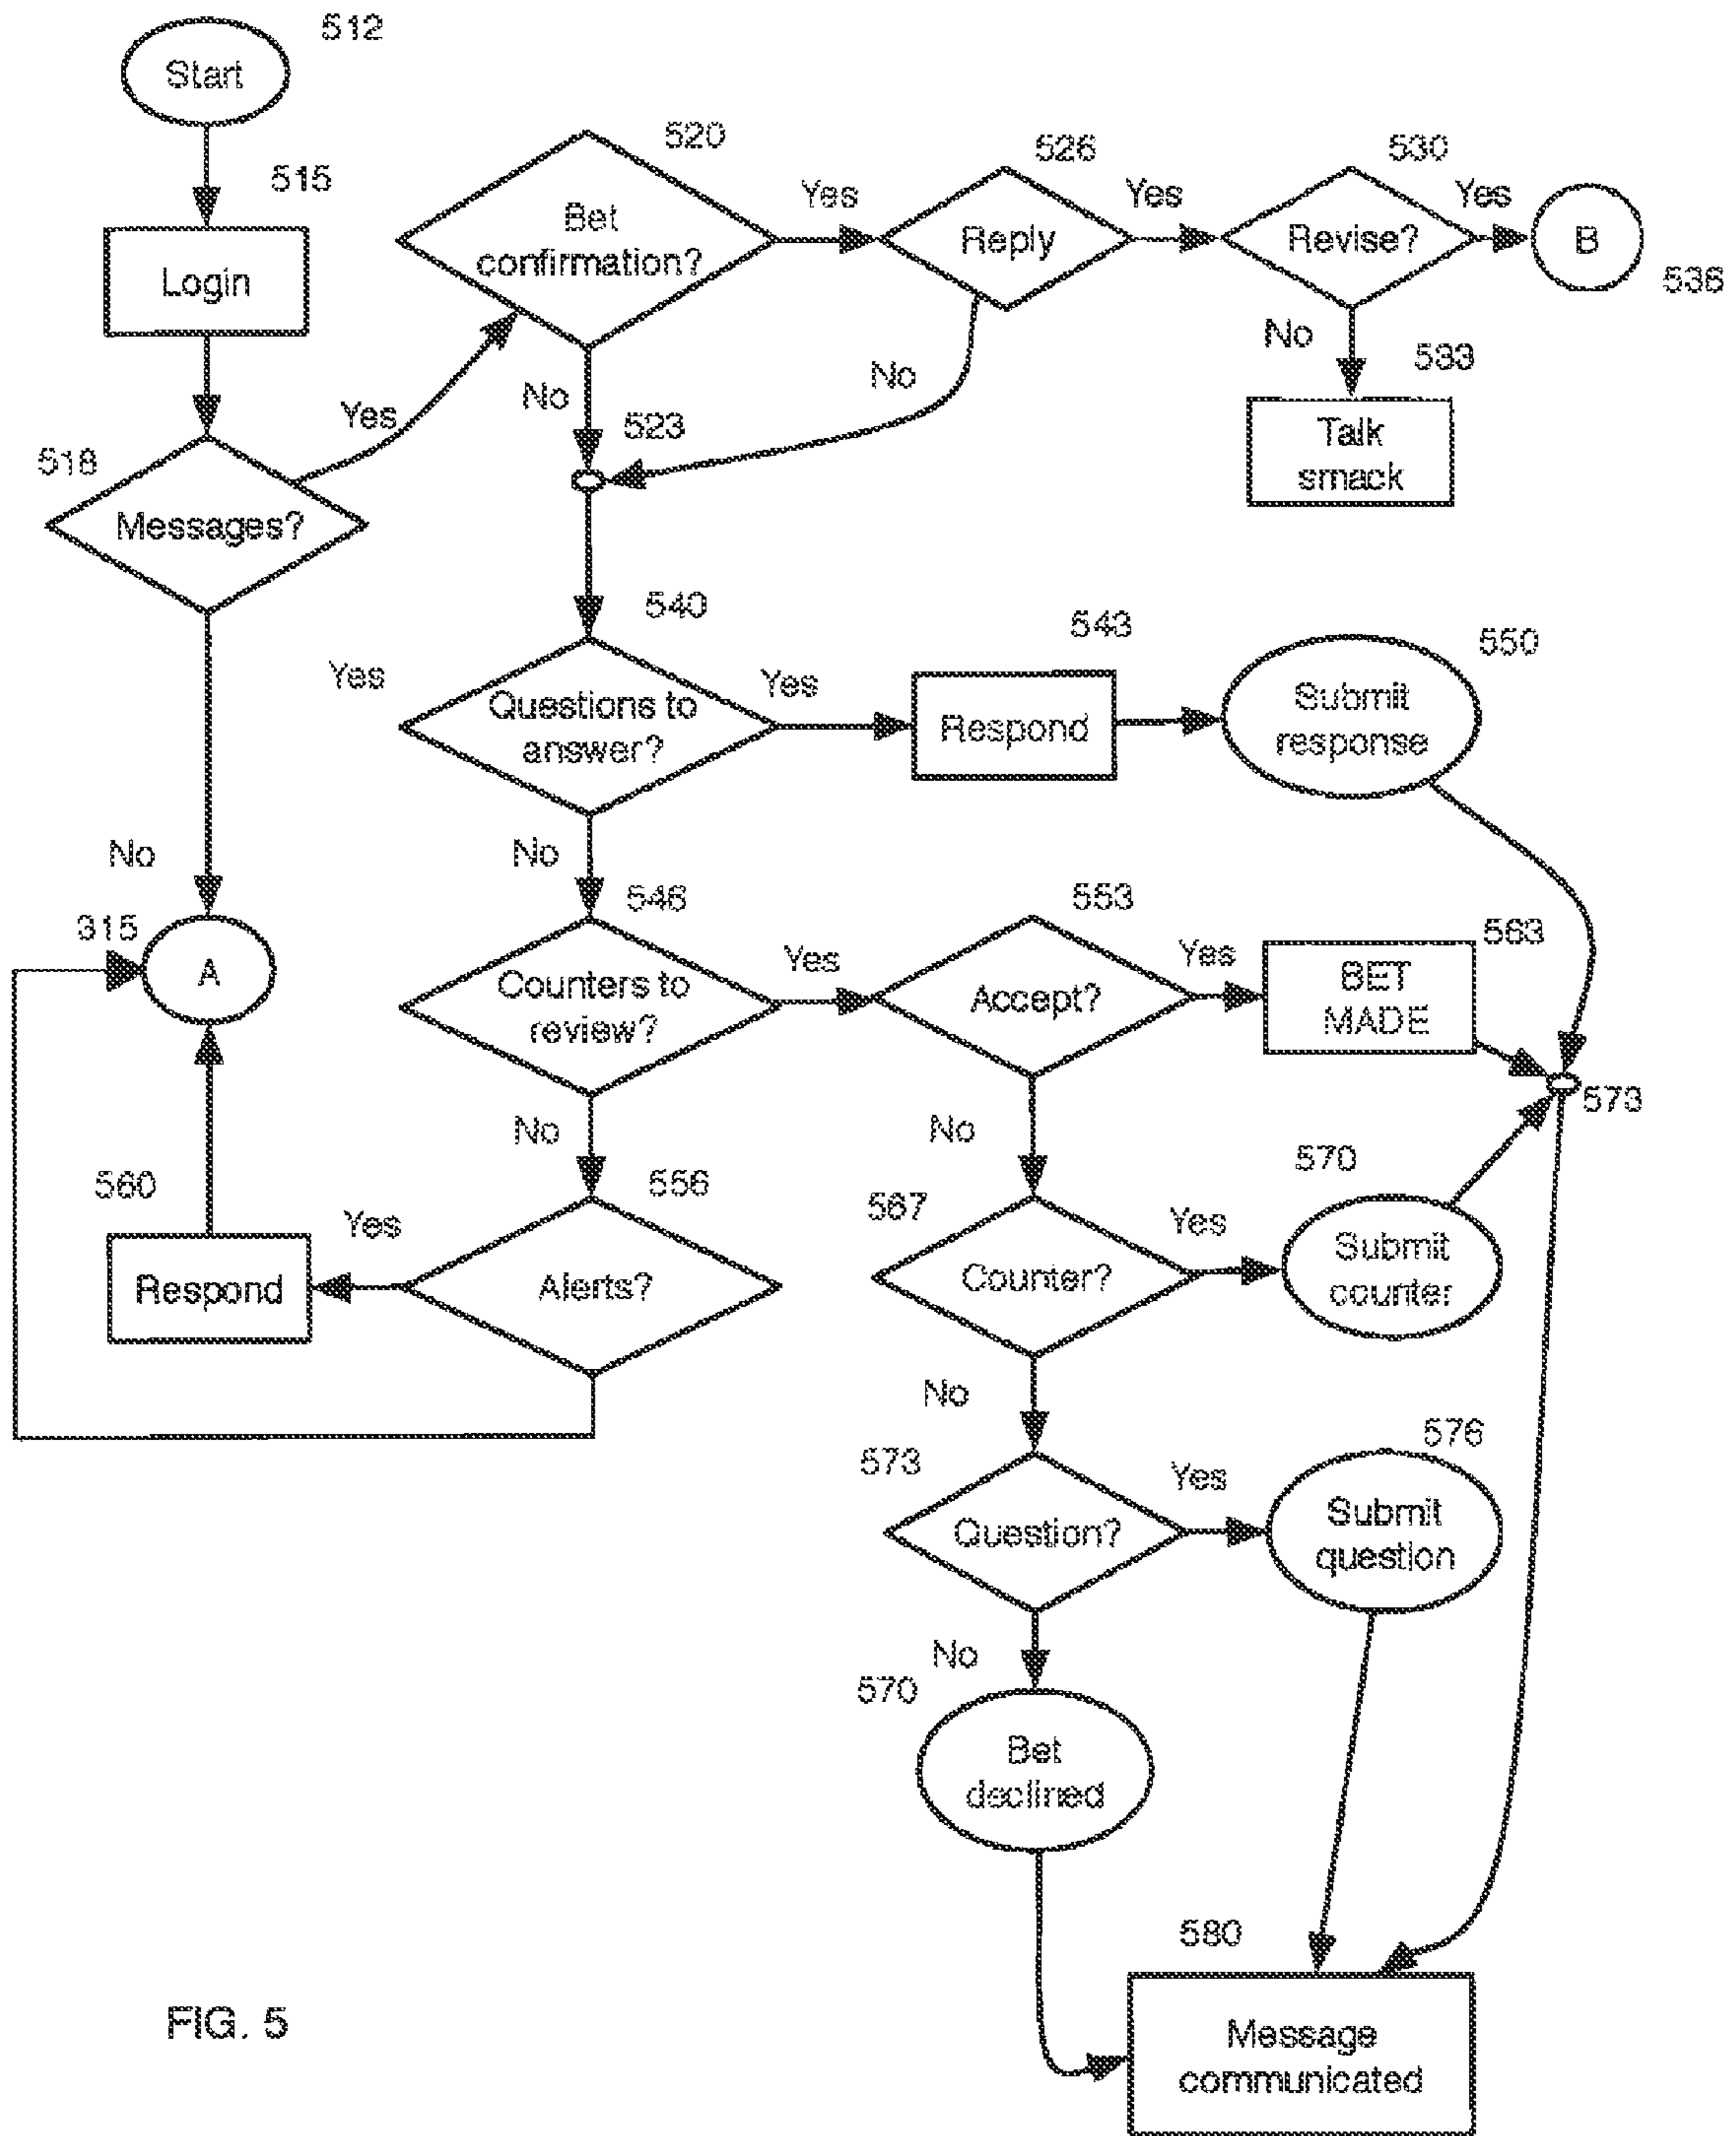 512
Start
515
Login
518
Messages?
Yes
No
315
A
520
Bet
confirmation?
Yes
No
523
526
Reply
Yes
No
530
Revise?
Yes
B
536
No
533
Talk
smack
540
Yes
Questions to
answer?
Yes
543
Respond
550
Submit
response
No
546
Counters to
review?
Yes
553
Accept?
Yes
563
BET
MADE
573
No
556
Alerts?
Yes
560
Respond
No
567
Counter?
Yes
570
Submit
counter
No
573
Question?
Yes
576
Submit
question
No
570
Bet
declined
580
Message
communicated
FIG. 5